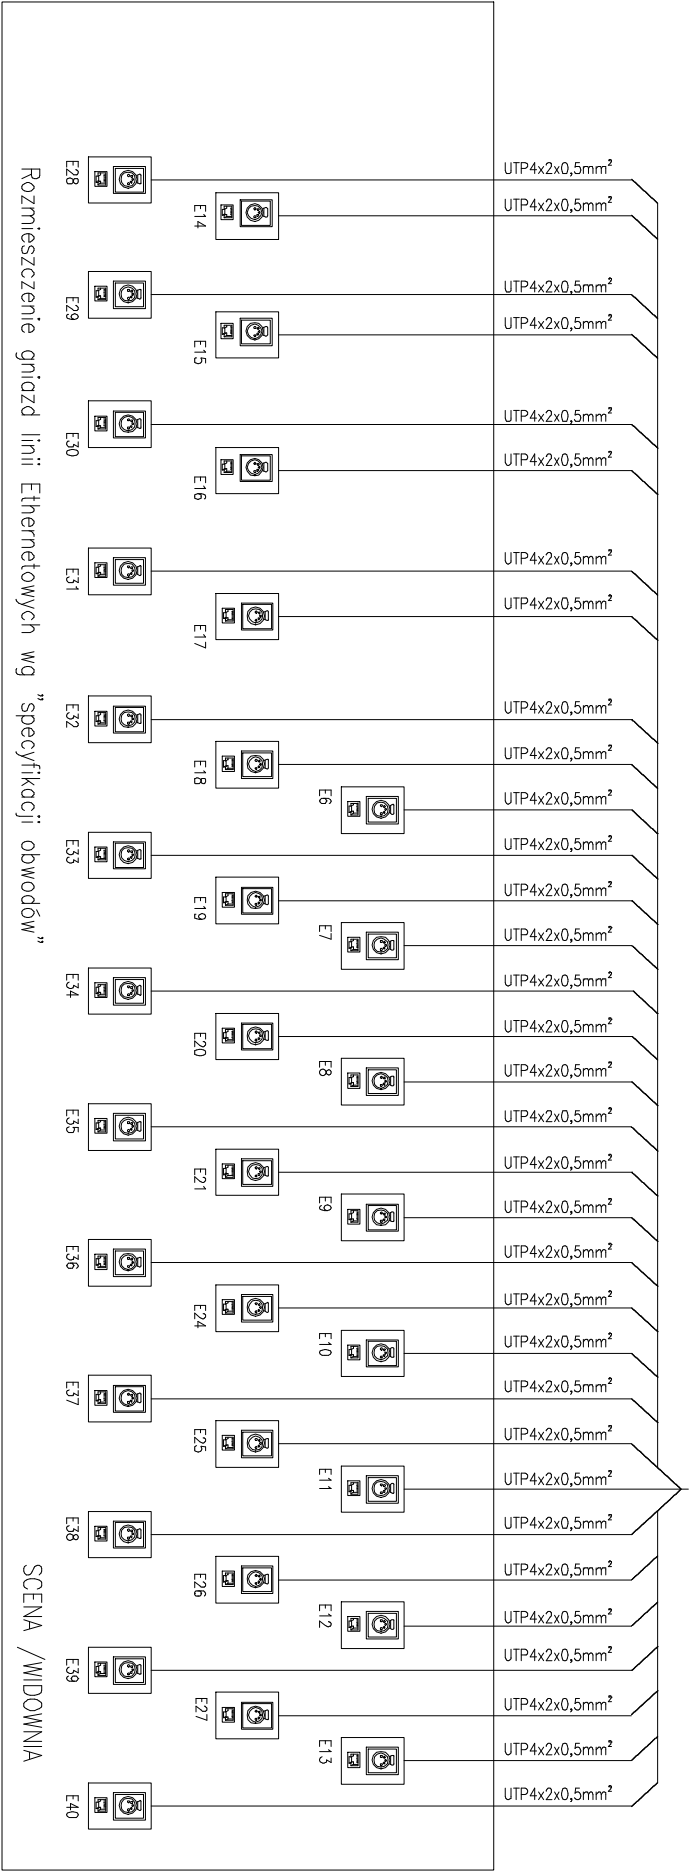 UTP4x2x0,5mm²
E28
UTP4x2x0,5mm²
E14
UTP4x2x0,5mm²
E29
UTP4x2x0,5mm²
E15
UTP4x2x0,5mm²
E30
UTP4x2x0,5mm²
E16
UTP4x2x0,5mm²
E31
UTP4x2x0,5mm²
E17
UTP4x2x0,5mm²
E32
UTP4x2x0,5mm²
E18
UTP4x2x0,5mm²
E6
UTP4x2x0,5mm²
E33
UTP4x2x0,5mm²
E19
UTP4x2x0,5mm²
E7
UTP4x2x0,5mm²
E34
UTP4x2x0,5mm²
E20
UTP4x2x0,5mm²
E8
UTP4x2x0,5mm²
E35
UTP4x2x0,5mm²
E21
UTP4x2x0,5mm²
E9
UTP4x2x0,5mm²
E36
UTP4x2x0,5mm²
E24
UTP4x2x0,5mm²
E10
UTP4x2x0,5mm²
E37
UTP4x2x0,5mm²
E25
UTP4x2x0,5mm²
E11
UTP4x2x0,5mm²
E38
UTP4x2x0,5mm²
E26
UTP4x2x0,5mm²
E12
UTP4x2x0,5mm²
E39
UTP4x2x0,5mm²
E27
UTP4x2x0,5mm²
E13
UTP4x2x0,5mm²
E40
Rozmieszczenie gniazd linii Ethernetowych wg "specyfikacji obwodów"
SCENA /WIDOWNIA